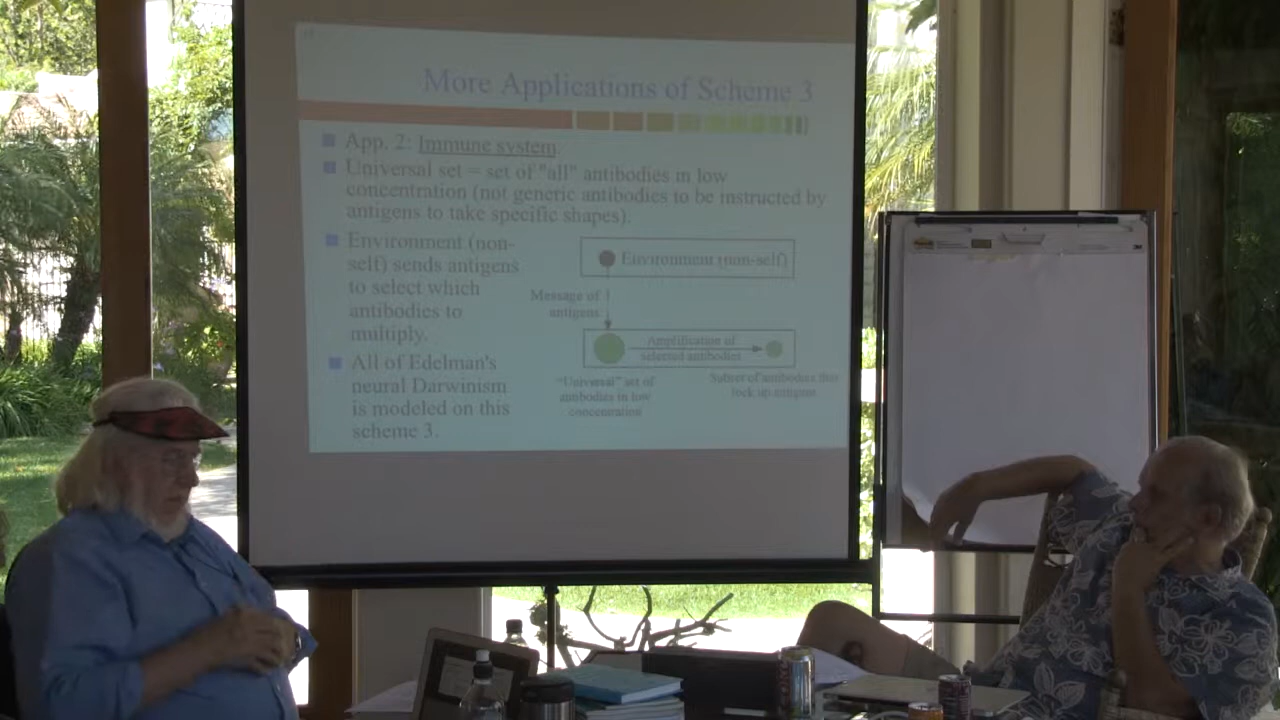 More Applications of Scheme 3
App. 2: Immune system
Universal set = set of "all" antibodies in low
concentration (not generic antibodies to be instructed by
antigens to take specific shapes).
Environment (non-
self) sends antigens
to select which
antibodies to
multiply.
All of Edelman's
neural Darwinism
is modeled on this
scheme 3.
Environment (non-self)
Message of
antigens
Amplification of
selected antibodies
"Universal" set of
antibodies in low
concentration
Subset of antibodies that
lock up antigens